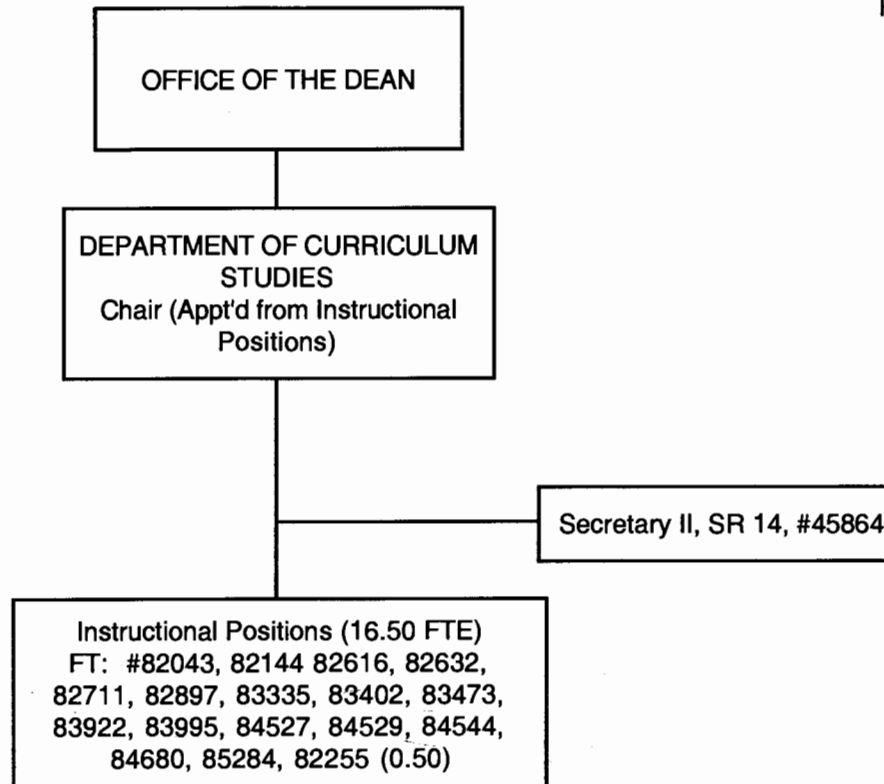 OFFICE OF THE DEAN
DEPARTMENT OF CURRICULUM
STUDIES
Chair (Appt'd from Instructional
Positions)
Secretary II, SR 14, #45864
Instructional Positions (16.50 FTE)
FT: #82043, 82144 82616, 82632,
82711, 82897, 83335, 83402, 83473,
83922, 83995, 84527, 84529, 84544,
84680, 85284, 82255 (0.50)